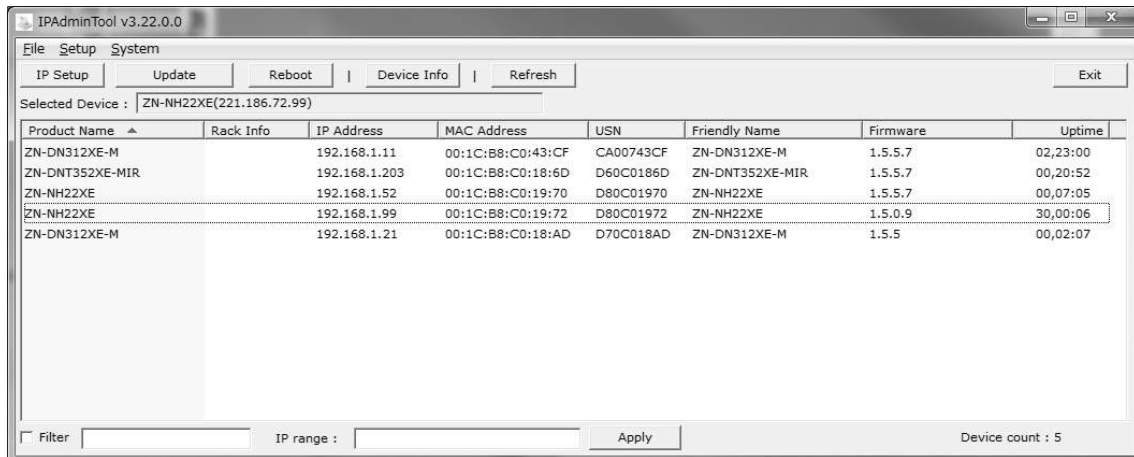 IPAdminTool v3.22.0.0
File Setup System
IP Setup Update Reboot | Device Info | Refresh Exit
Selected Device : ZN-NH22XE(221.186.72.99)
Product Name Rack Info IP Address MAC Address USN Friendly Name Firmware Uptime
ZN-DN312XE-M 192.168.1.11 00:1C:B8:C0:43:CF CA00743CF ZN-DN312XE-M 1.5.5.7 02,23:00
ZN-DNT352XE-MIR 192.168.1.203 00:1C:B8:C0:18:6D D60C0186D ZN-DNT352XE-MIR 1.5.5.7 00,20:52
ZN-NH22XE 192.168.1.52 00:1C:B8:C0:19:70 D80C01970 ZN-NH22XE 1.5.5.7 00,07:05
ZN-NH22XE 192.168.1.99 00:1C:B8:C0:19:72 D80C01972 ZN-NH22XE 1.5.0.9 30,00:06
ZN-DN312XE-M 192.168.1.21 00:1C:B8:C0:18:AD D70C018AD ZN-DN312XE-M 1.5.5 00,02:07
Filter IP range : Apply Device count : 5